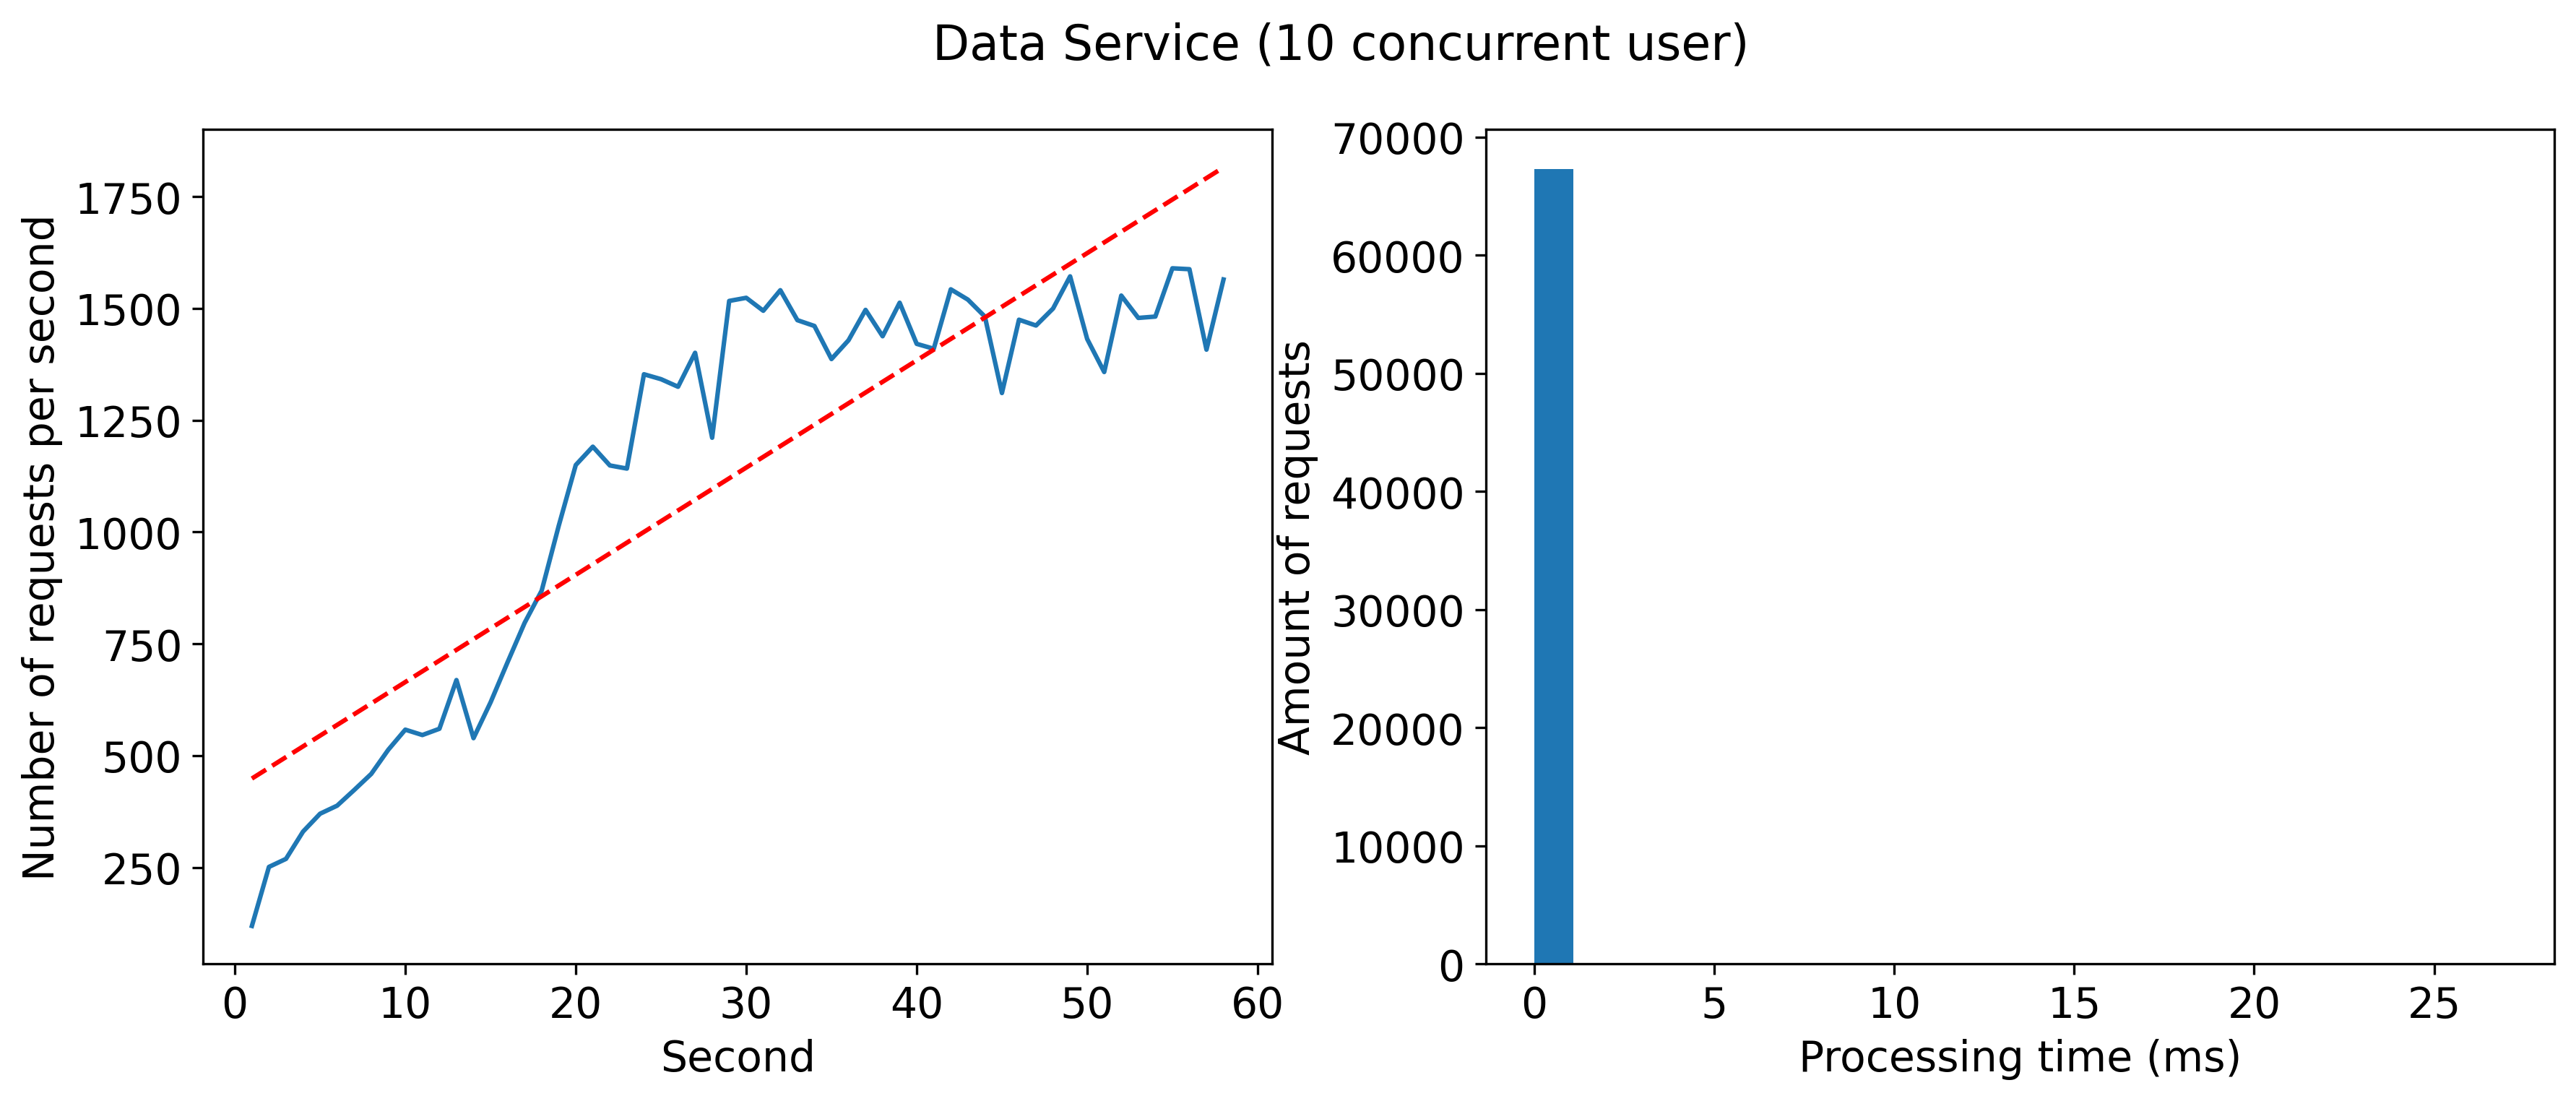 Data Service (10 concurrent user)
Number of requests per second
1750
1500
1250
1000
750
500
250
0 10 20 30 40 50 60
Second
Amount of requests
70000
60000
50000
40000
30000
20000
10000
0
0 5 10 15 20 25
Processing time (ms)